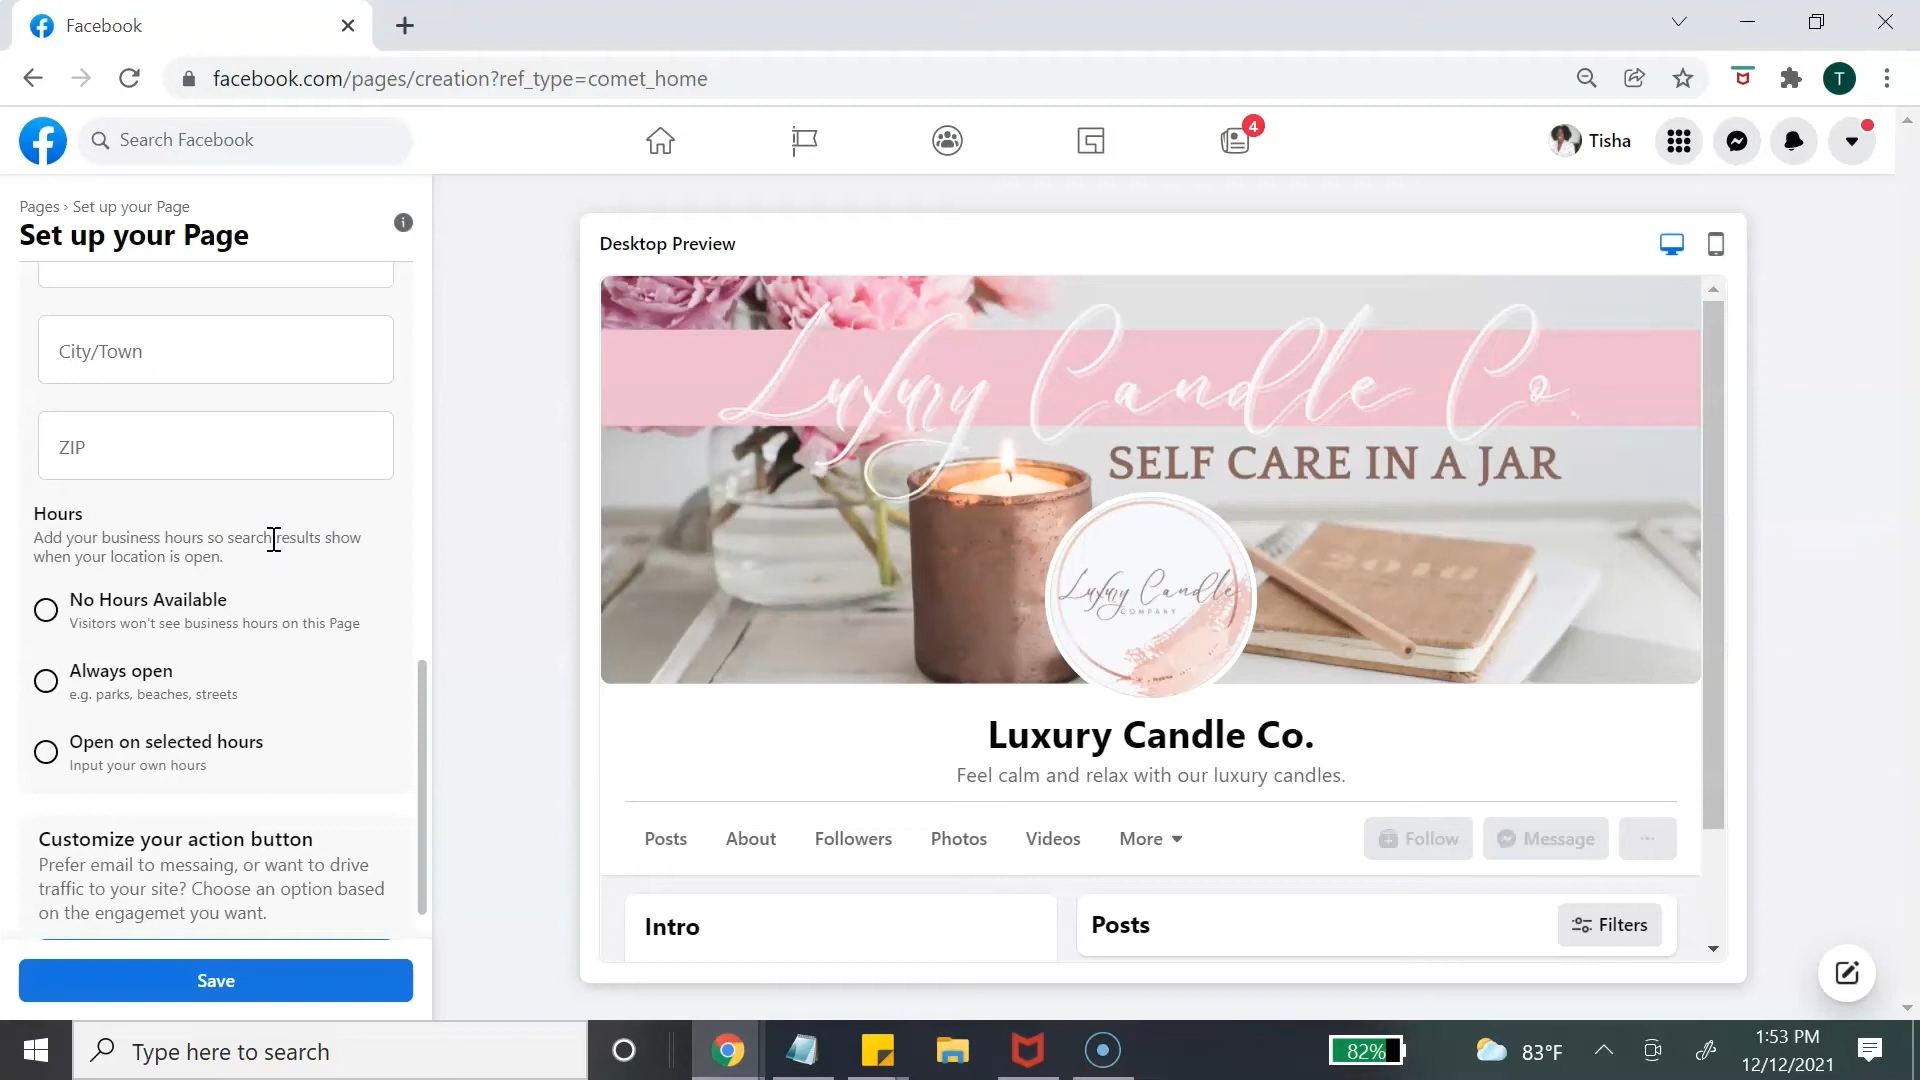 Facebook
facebook.com/pages/creation?ref_type=comet_home
Search Facebook
4
Tisha
T
Pages › Set up your Page
Set up your Page
City/Town
ZIP
Hours
Add your business hours so search results show
when your location is open.
No Hours Available
Visitors won't see business hours on this Page
Always open
e.g. parks, beaches, streets
Open on selected hours
Input your own hours
Customize your action button
Prefer email to messaing, or want to drive
traffic to your site? Choose an option based
on the engagemet you want.
Save
Desktop Preview
Luxury Candle Co.
SELF CARE IN A JAR
2018
Luxury Candle
COMPANY
Luxury Candle Co.
Feel calm and relax with our luxury candles.
Posts
About
Followers
Photos
Videos
More
Follow
Message
Intro
Posts
Filters
Type here to search
82%
83°F
1:53 PM
12/12/2021